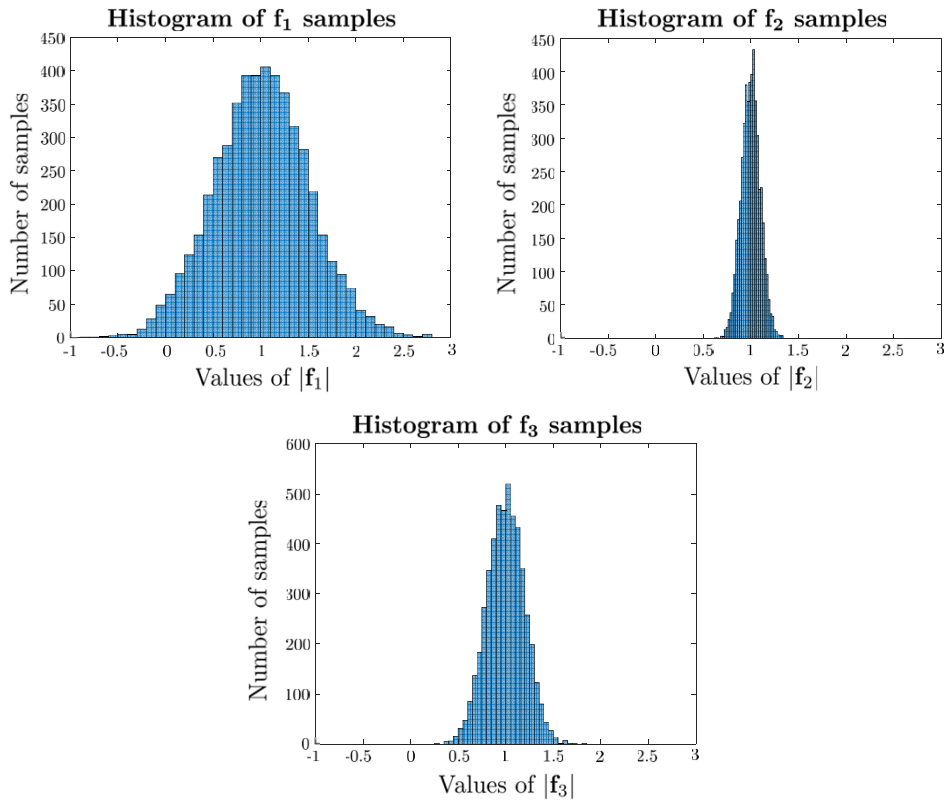 Histogram of f₁ samples
Number of samples
450
400
350
300
250
200
150
100
50
0
-1 -0.5 0 0.5 1 1.5 2 2.5 3
Values of |f₁|
Histogram of f₂ samples
Number of samples
450
400
350
300
250
200
150
100
50
0
-1 -0.5 0 0.5 1 1.5 2 2.5 3
Values of |f₂|
Histogram of f₃ samples
Number of samples
600
500
400
300
200
100
0
-1 -0.5 0 0.5 1 1.5 2 2.5 3
Values of |f₃|